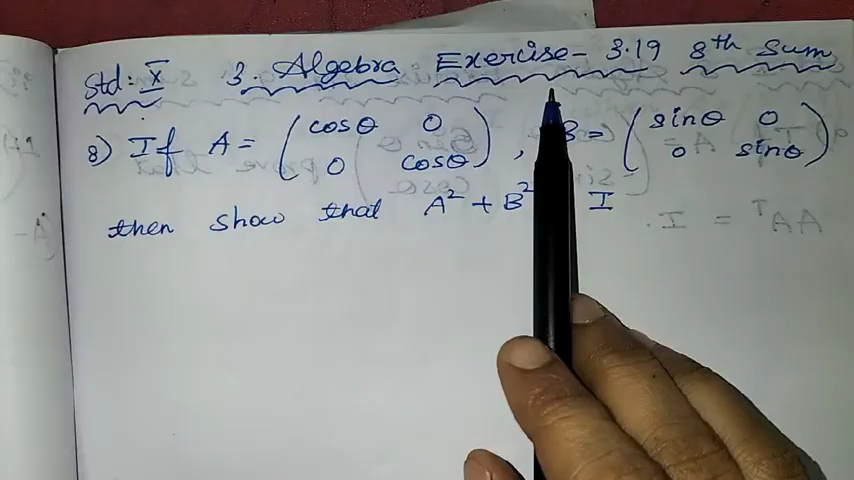 Std: X 3. Algebra Exercise - 3.19 8th Sum
8) If A = (cosθ 0 0 cosθ), B = (sinθ 0 0 sinθ)
then show that A² + B² I